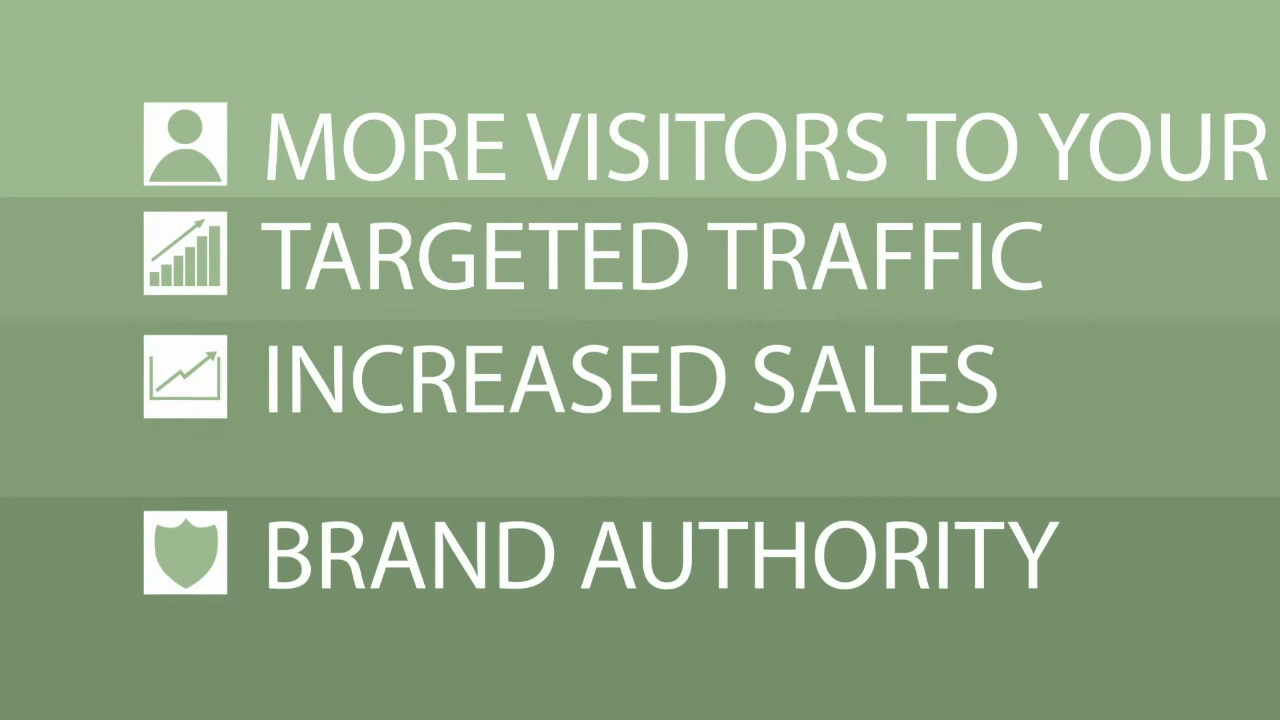 MORE VISITORS TO YOUR
TARGETED TRAFFIC
INCREASED SALES
BRAND AUTHORITY